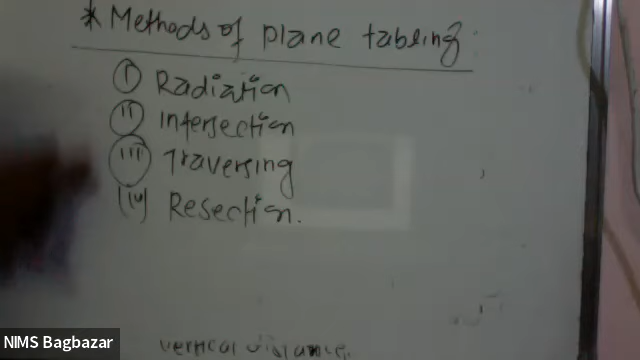 * Methods of plane tabling
(i) Radiation
(ii) Intersection
(iii) Traversing
(iv) Resection.
vertical distance.
NIMS Bagbazar